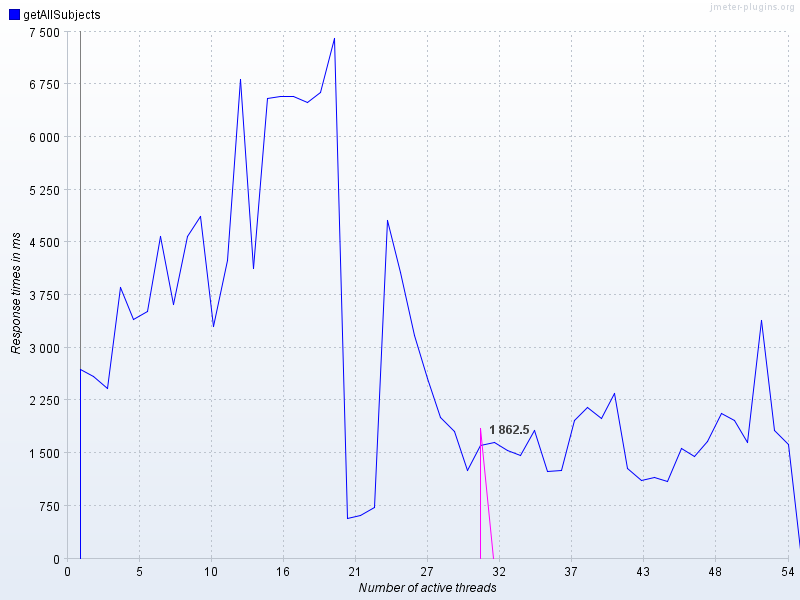 jmeter-plugins.org
getAllSubjects
7 500
6 750
6 000
5 250
4 500
3 750
3 000
2 250
1 500
750
0
Response times in ms
1 862.5
0 5 10 16 21 27 32 37 43 48 54
Number of active threads